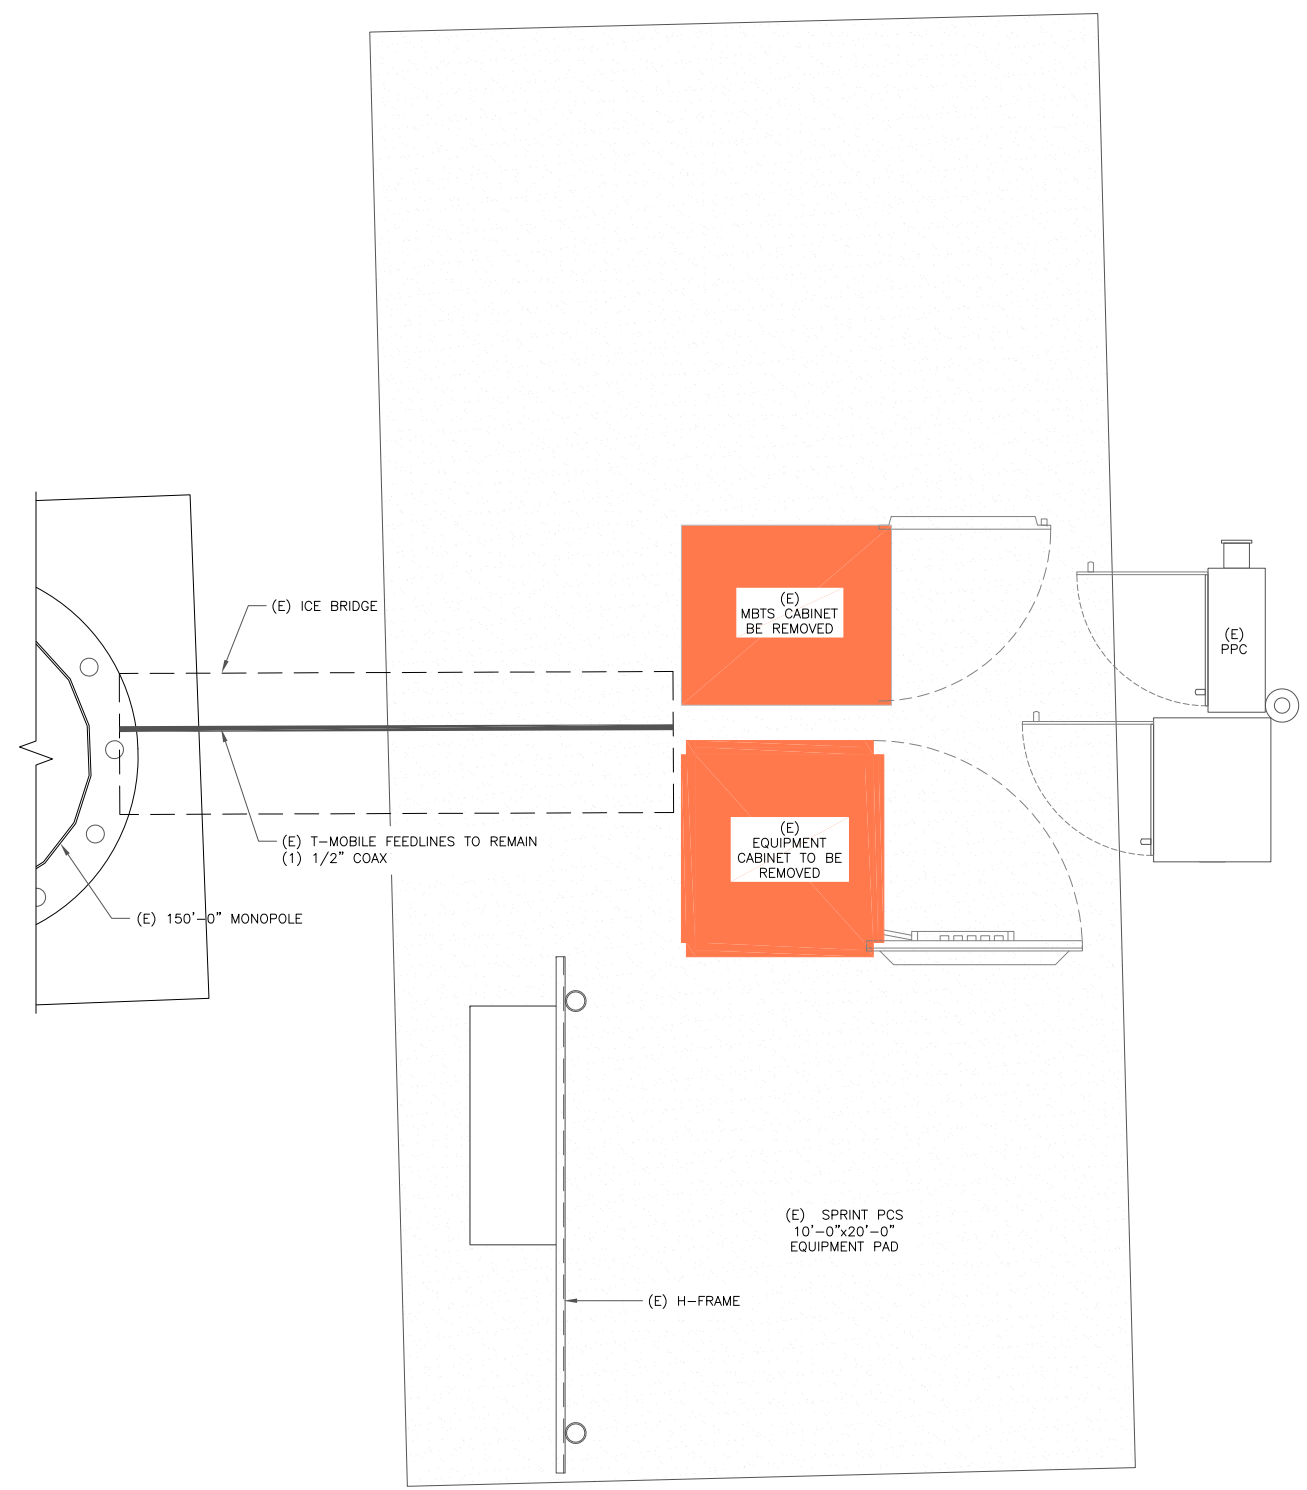 (E) ICE BRIDGE
(E)
MBTS CABINET
BE REMOVED
(E)
PPC
(E) T-MOBILE FEEDLINES TO REMAIN
(1) 1/2" COAX
(E)
EQUIPMENT
CABINET TO BE
REMOVED
(E) 150'-0" MONOPOLE
(E) SPRINT PCS
10'-0"x20'-0"
EQUIPMENT PAD
(E) H-FRAME